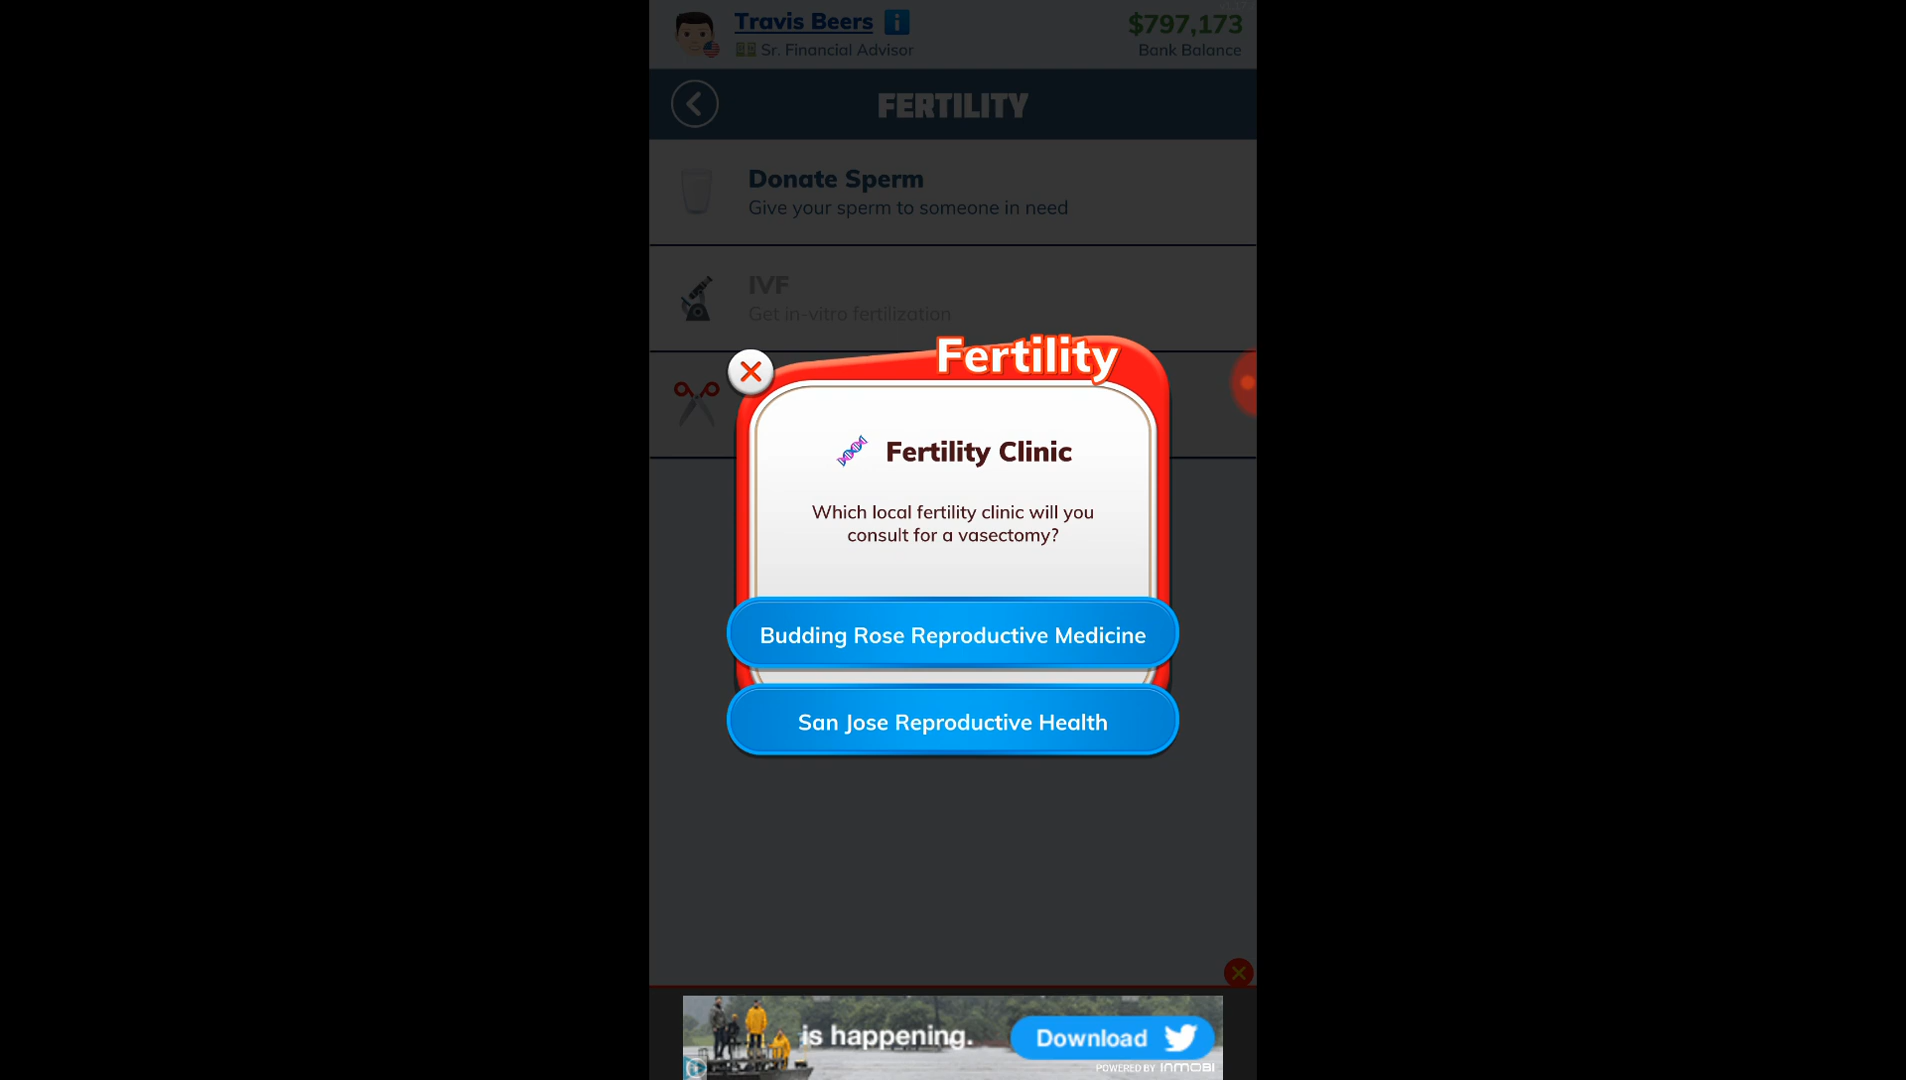 Travis Beers
$797,173
Sr. Financial Advisor
Bank Balance
FERTILITY
Donate Sperm
Give your sperm to someone in need
IVF
Get in-vitro fertilization
Fertility
Fertility Clinic
Which local fertility clinic will you
consult for a vasectomy?
Budding Rose Reproductive Medicine
San Jose Reproductive Health
is happening.
Download
POWERED BY INMOBI